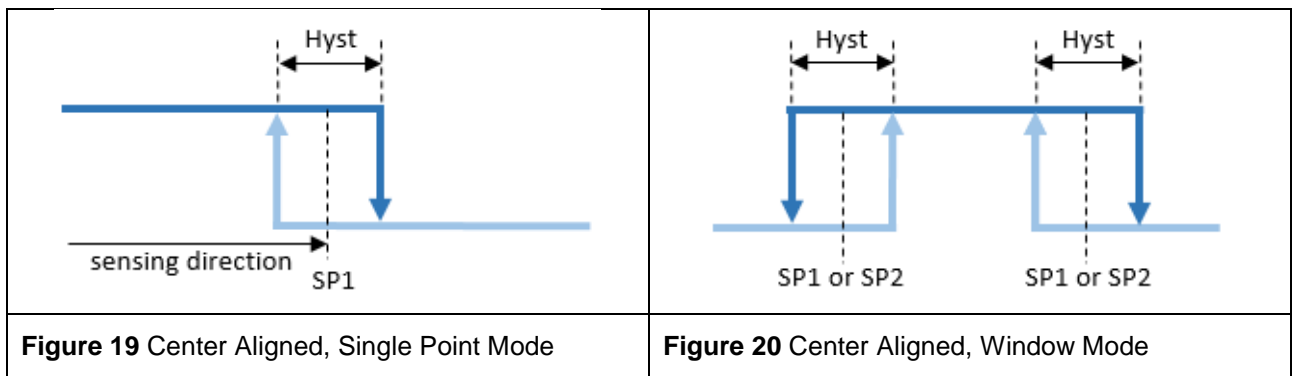 Hyst
sensing direction
SP1
Hyst
Hyst
SP1 or SP2
SP1 or SP2
Figure 19 Center Aligned, Single Point Mode
Figure 20 Center Aligned, Window Mode